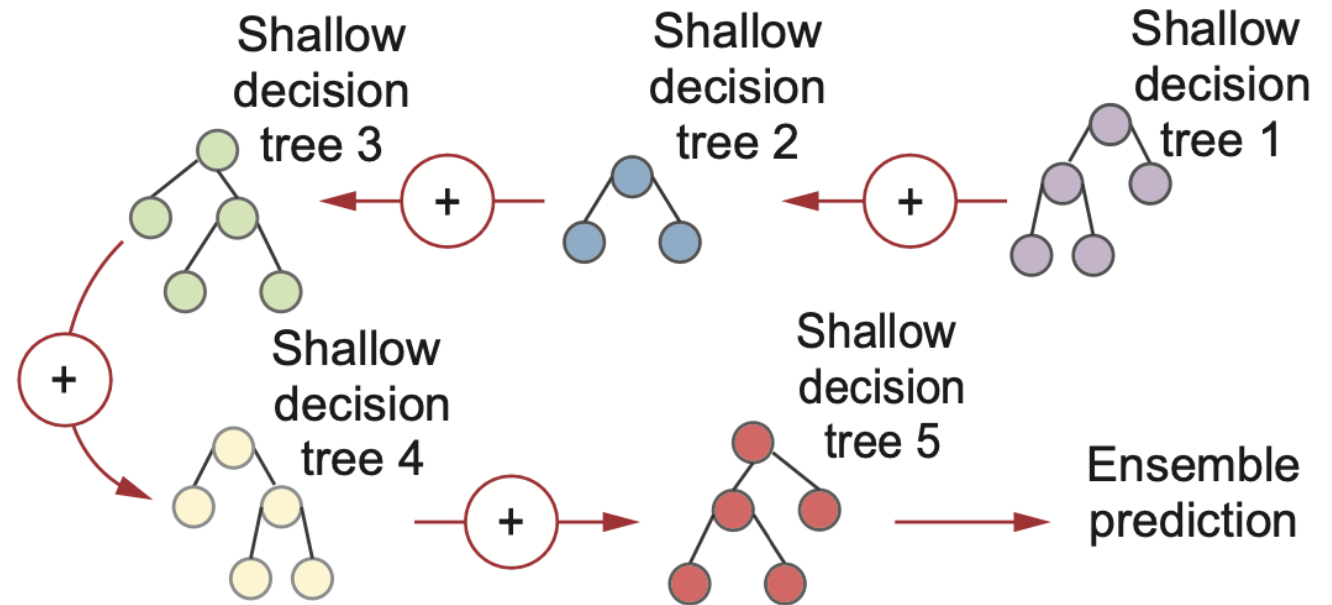 Shallow
decision
tree 3
+
Shallow
decision
tree 2
+
Shallow
decision
tree 1
+
Shallow
decision
tree 4
+
Shallow
decision
tree 5
Ensemble
prediction